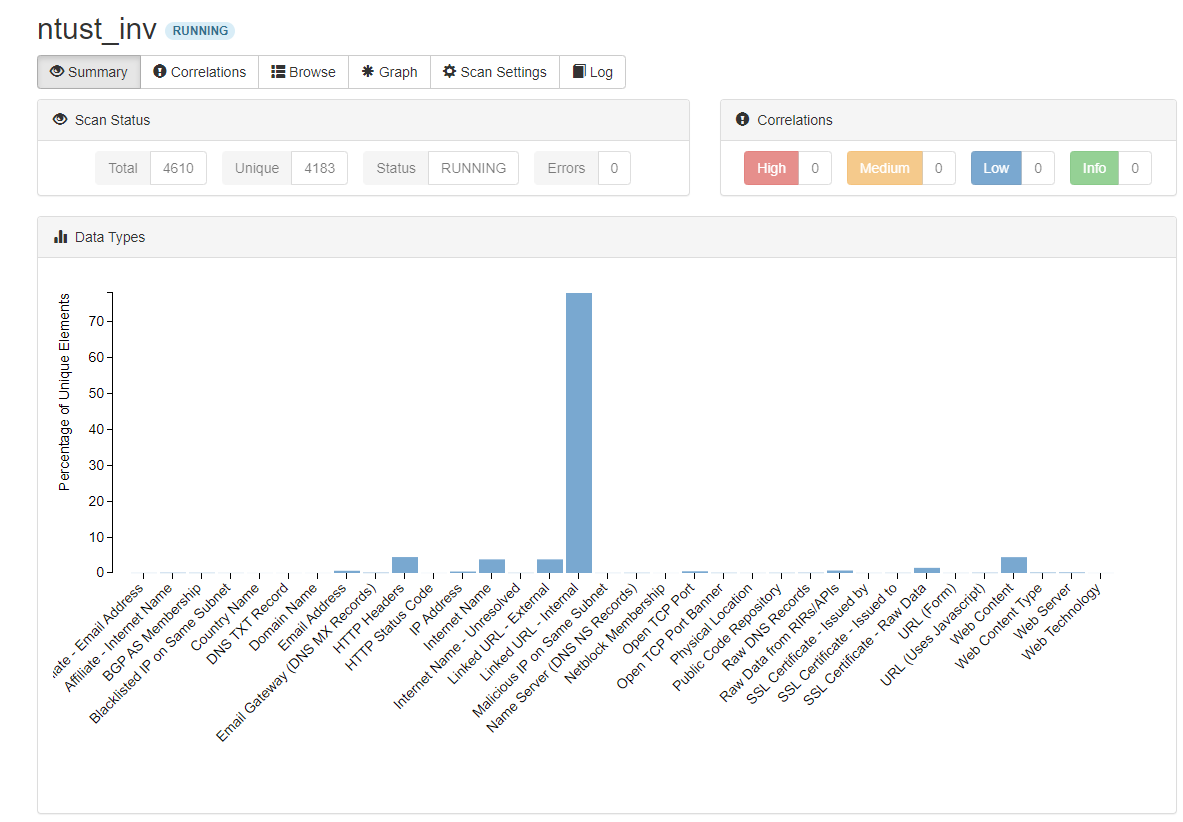 ntust_inv RUNNING
Summary Correlations Browse Graph Scan Settings Log
Scan Status
Total 4610 Unique 4183 Status RUNNING Errors 0
Correlations
High 0 Medium 0 Low 0 Info 0
Data Types
Percentage of Unique Elements
70
60
50
40
30
20
10
0
- Email Address
Affiliate - Internet Name
BGP AS Membership
Blacklisted IP on Same Subnet
Country Name
DNS TXT Record
Domain Name
Email Address
Email Gateway (DNS MX Records)
HTTP Headers
HTTP Status Code
IP Address
Internet Name
Internet Name - Unresolved
Linked URL - External
Linked URL - Internal
Malicious IP on Same Subnet
Name Server (DNS NS Records)
Netblock Membership
Open TCP Port
Open TCP Port Banner
Physical Location
Public Code Repository
Raw DNS Records
Raw Data from RIRs/APIs
SSL Certificate - Issued by
SSL Certificate - Issued to
SSL Certificate - Raw Data
URL (Form)
URL (Uses Javascript)
Web Content
Web Content Type
Web Server
Web Technology